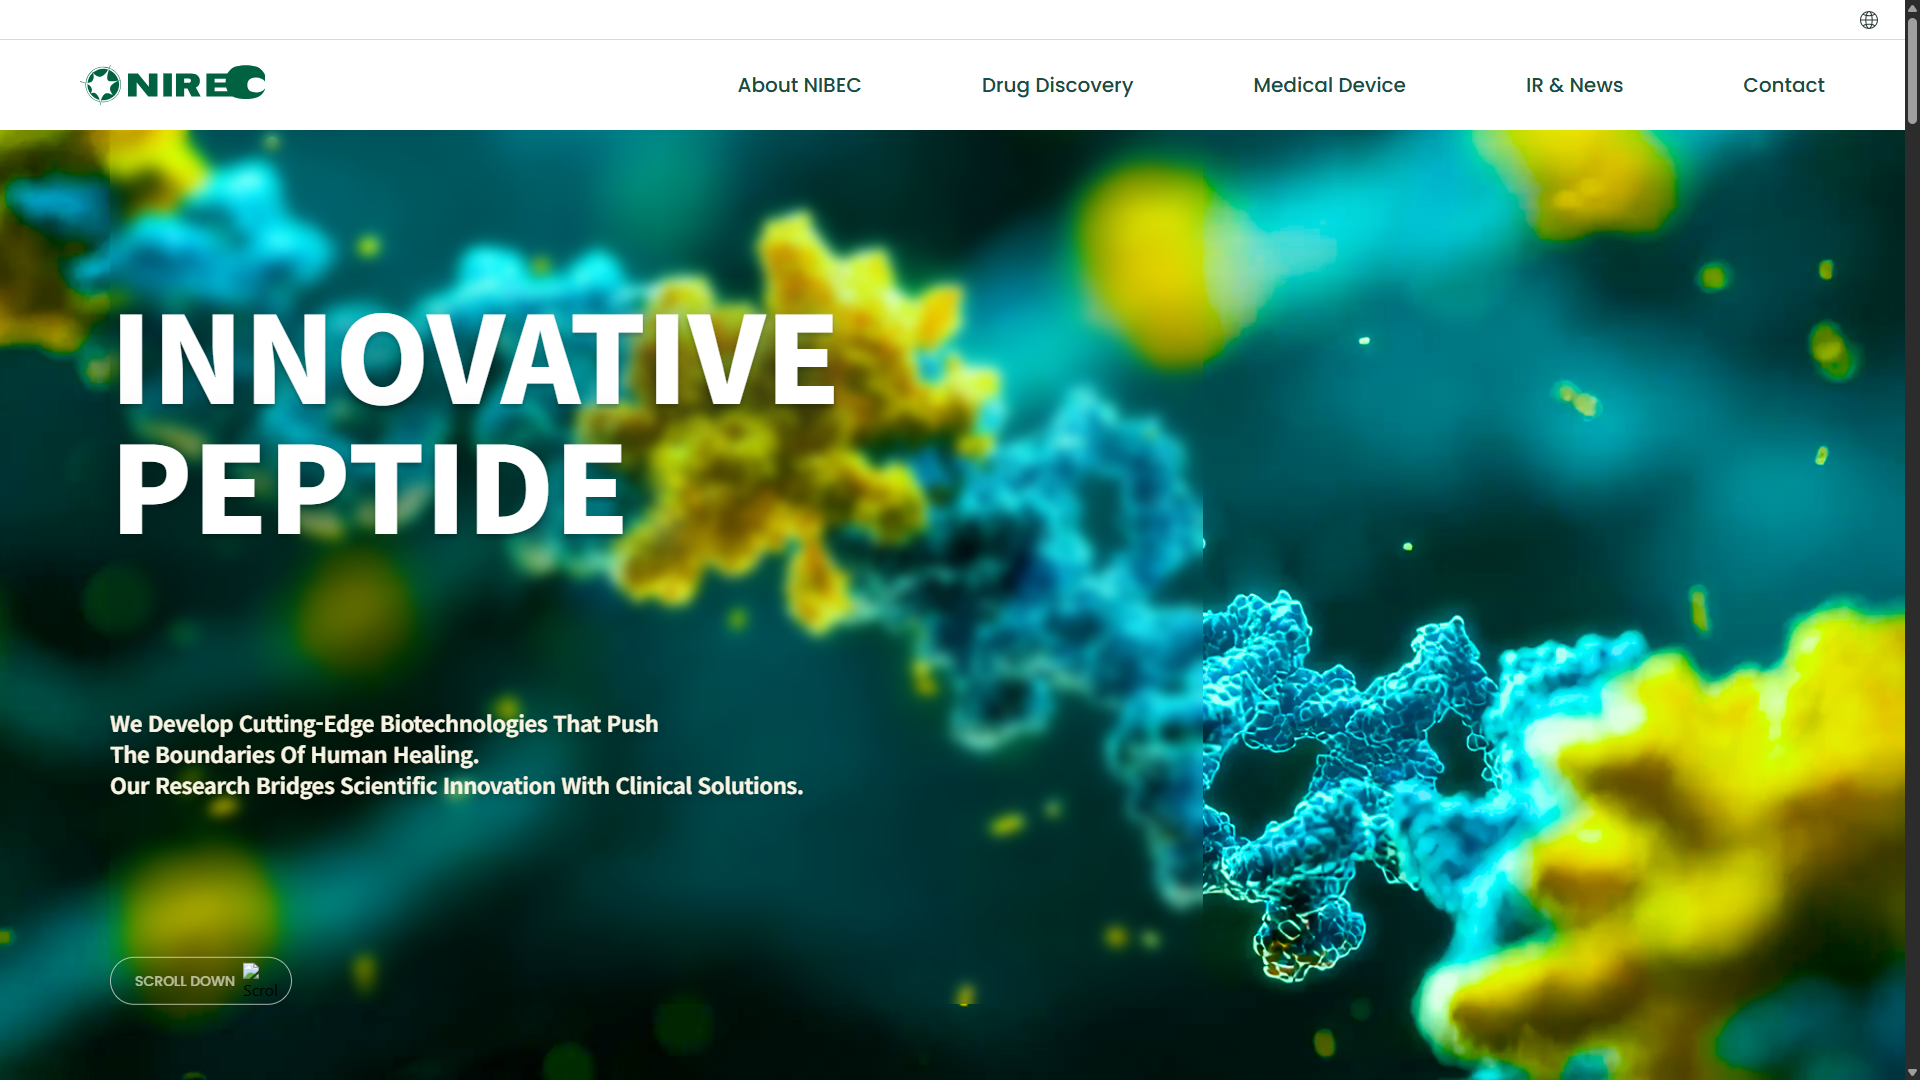 NIREC
About NIBEC
Drug Discovery
Medical Device
IR & News
Contact
INNOVATIVE
PEPTIDE
We Develop Cutting-Edge Biotechnologies That Push
The Boundaries Of Human Healing.
Our Research Bridges Scientific Innovation With Clinical Solutions.
SCROLL DOWN
Scrol